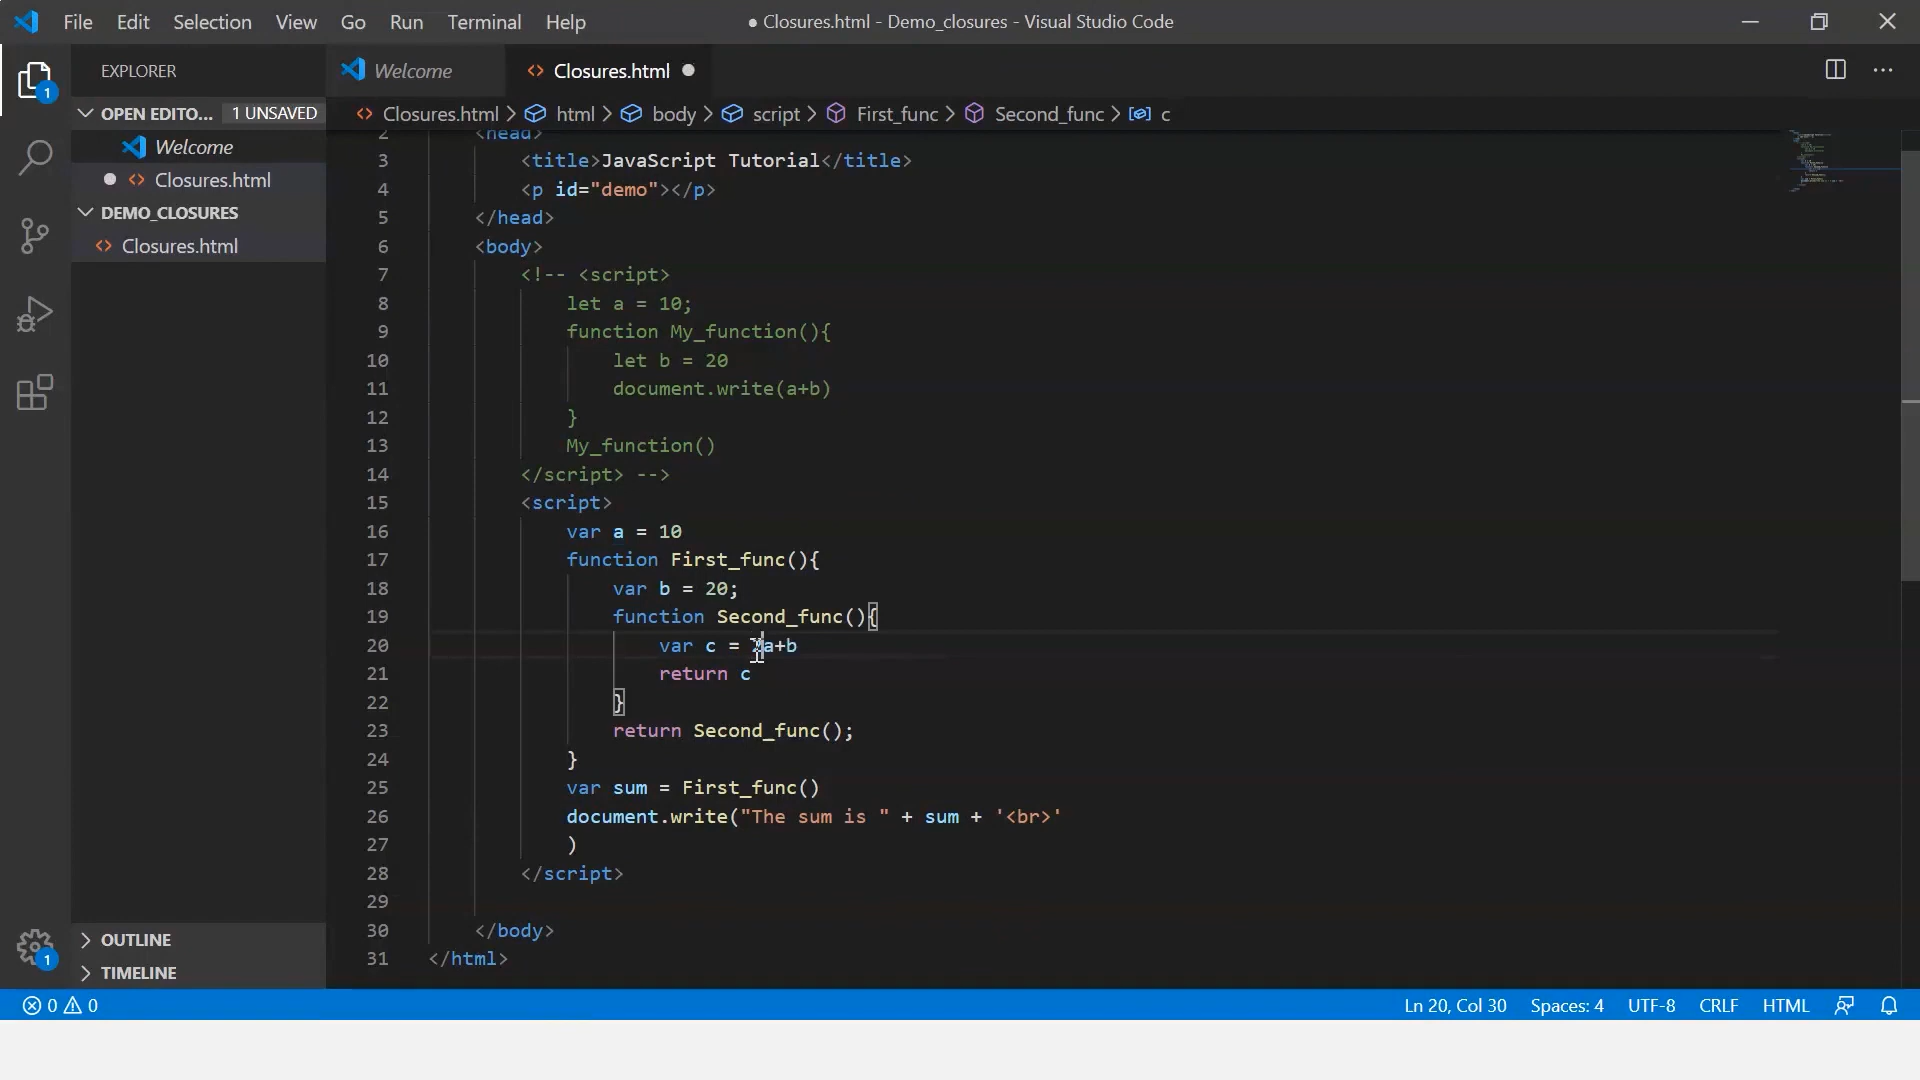 File Edit Selection View Go Run Terminal Help
● Closures.html - Demo_closures - Visual Studio Code
EXPLORER
Welcome
Closures.html
OPEN EDITO... 1 UNSAVED
Closures.html > html > body > script > First_func > Second_func > c
Welcome
Closures.html
DEMO_CLOSURES
Closures.html
2 <head>
3 <title>JavaScript Tutorial</title>
4 <p id="demo"></p>
5 </head>
6 <body>
7 <!-- <script>
8 let a = 10;
9 function My_function(){
10 let b = 20
11 document.write(a+b)
12 }
13 My_function()
14 </script> -->
15 <script>
16 var a = 10
17 function First_func(){
18 var b = 20;
19 function Second_func(){
20 var c = a+b
21 return c
22 }
23 return Second_func();
24 }
25 var sum = First_func()
26 document.write("The sum is " + sum + '<br>'
27 )
28 </script>
29
30 </body>
31 </html>
OUTLINE
TIMELINE
1
1
0 0
Ln 20, Col 30 Spaces: 4 UTF-8 CRLF HTML